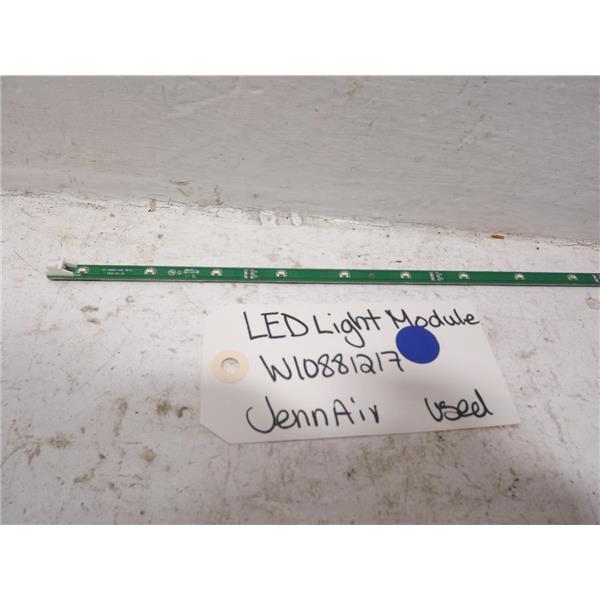 LED Light Module
W10881217
JennAir used